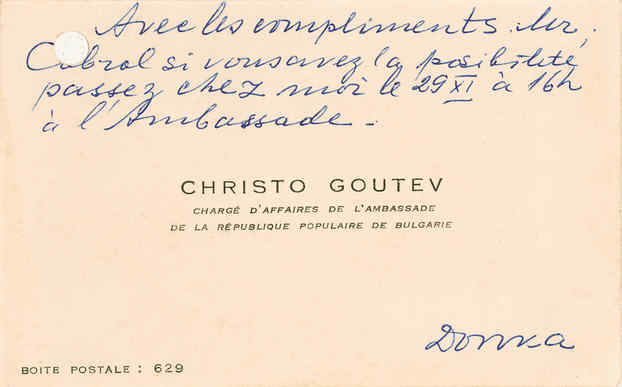 Avec les compliments. Mr.
Cabral si vous avez la posibilité
passez chez moi le 29 XI à 16h
à l'Ambassade.
CHRISTO GOUTEV
CHARGÉ D'AFFAIRES DE L'AMBASSADE
DE LA RÉPUBLIQUE POPULAIRE DE BULGARIE
Donka
BOITE POSTALE : 629